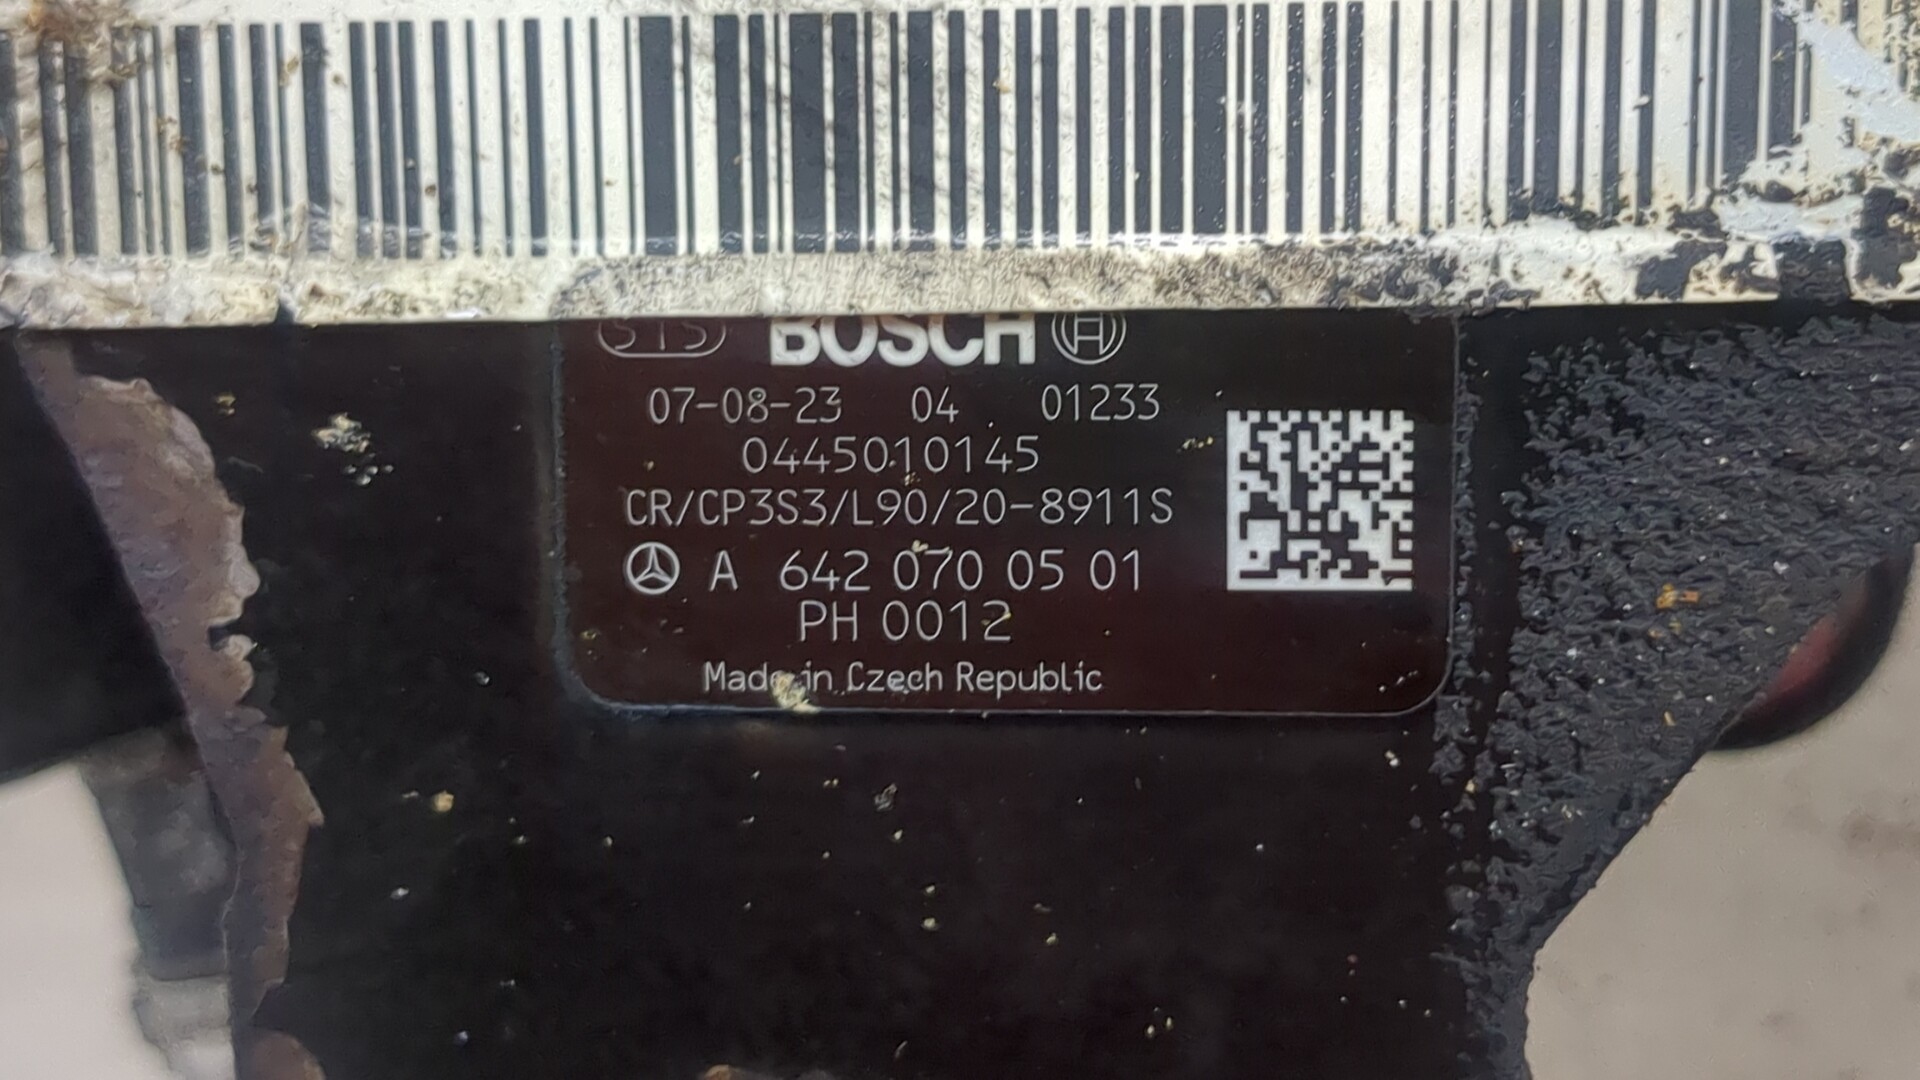 STS BOSCH
07-08-23 04 01233
0445010145
CR/CP3S3/L90/20-8911S
A 642 070 05 01
PH 0012
Made in Czech Republic